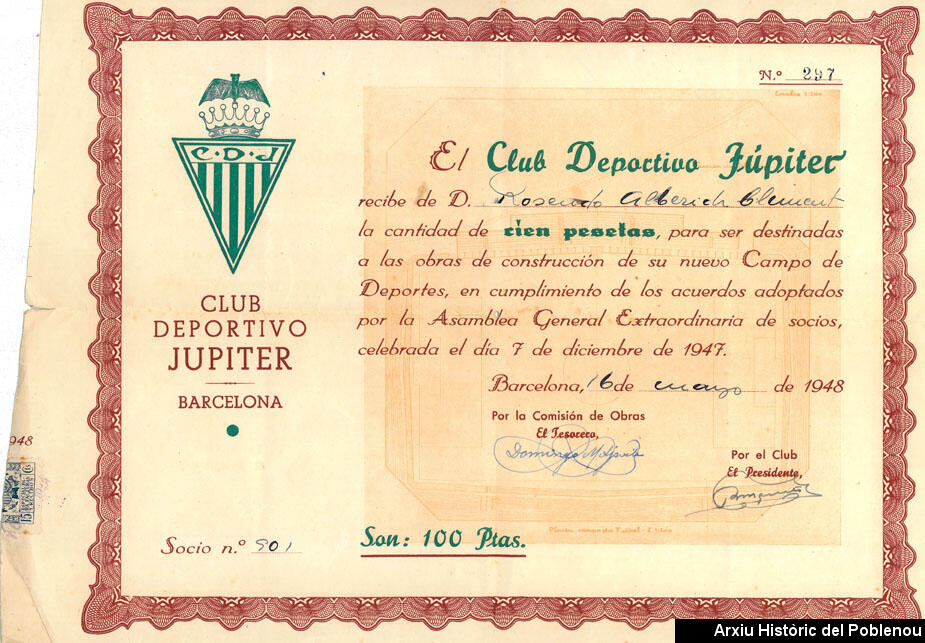 N.º 297
C·D·J
CLUB
DEPORTIVO
JUPITER
BARCELONA
El Club Deportivo Júpiter
recibe de D. Rosendo Alberich Climent
la cantidad de cien pesetas, para ser destinadas
a las obras de construcción de su nuevo Campo de
Deportes, en cumplimiento de los acuerdos adoptados
por la Asamblea General Extraordinaria de socios,
celebrada el día 7 de diciembre de 1947.
Barcelona, 16 de mayo de 1948
Por la Comisión de Obras
El Tesorero,
Domingo
Por el Club
El Presidente,
948
Socio n.º 901
Son: 100 Ptas.
Arxiu Històric del Poblenou